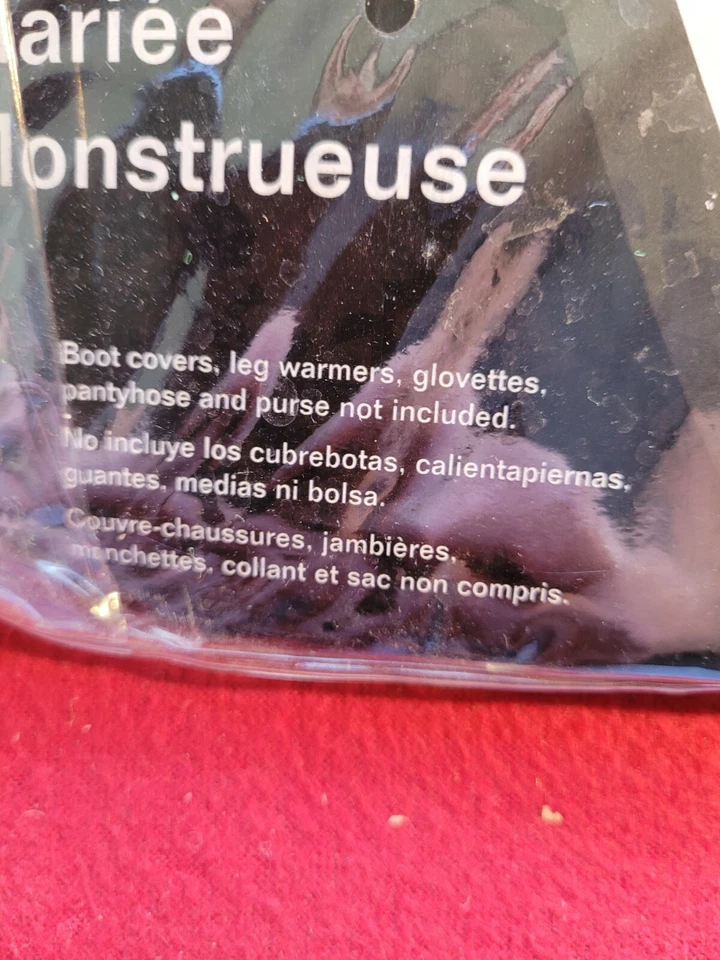 ariée
onstrueuse
Boot covers, leg warmers, glovettes,
pantyhose and purse not included.
No incluye los cubrebotas, calientapiernas,
guantes, medias ni bolsa.
Couvre-chaussures, jambières,
manchettes, collant et sac non compris.